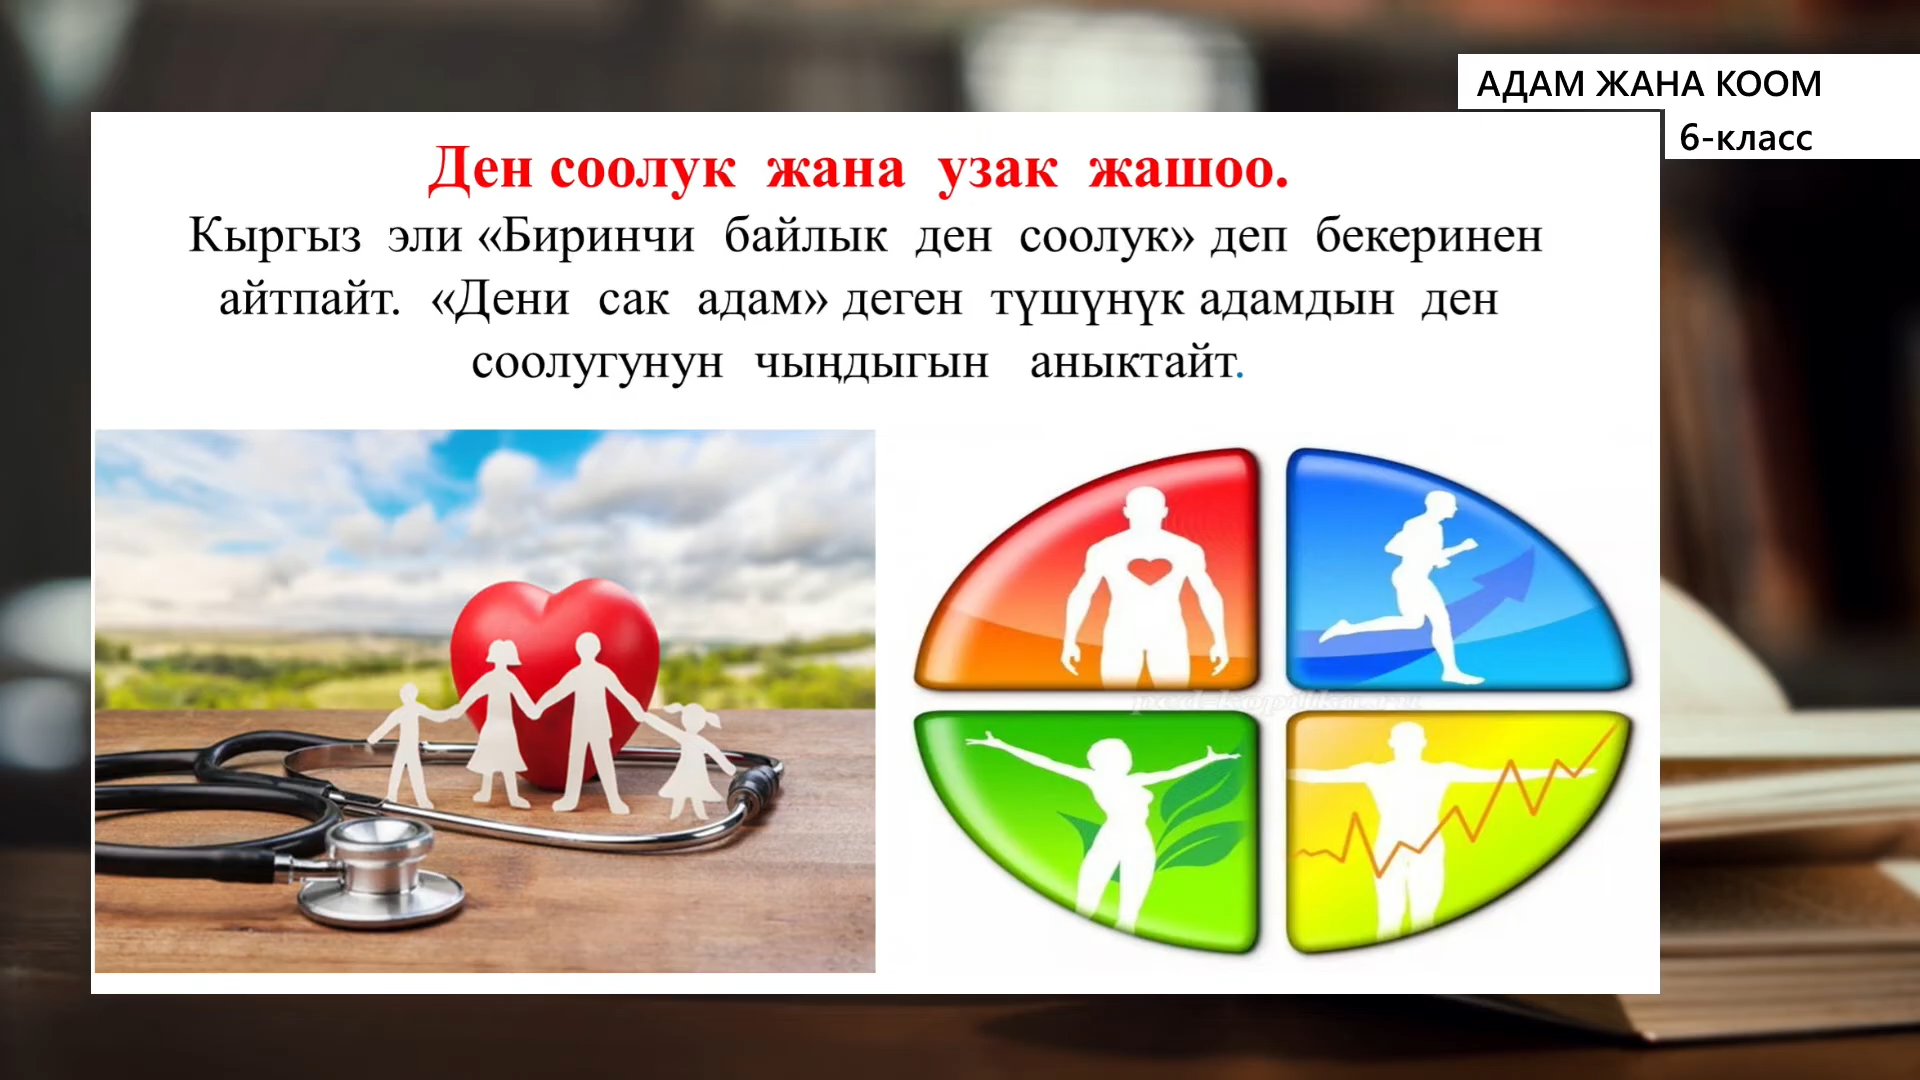 АДАМ ЖАНА КООМ
6-класс
Ден соолук жана узак жашоо.
Кыргыз эли «Биринчи байлык ден соолук» деп бекеринен
айтпайт. «Дени сак адам» деген түшүнүк адамдын ден
соолугунун чыңдыгын аныктайт.